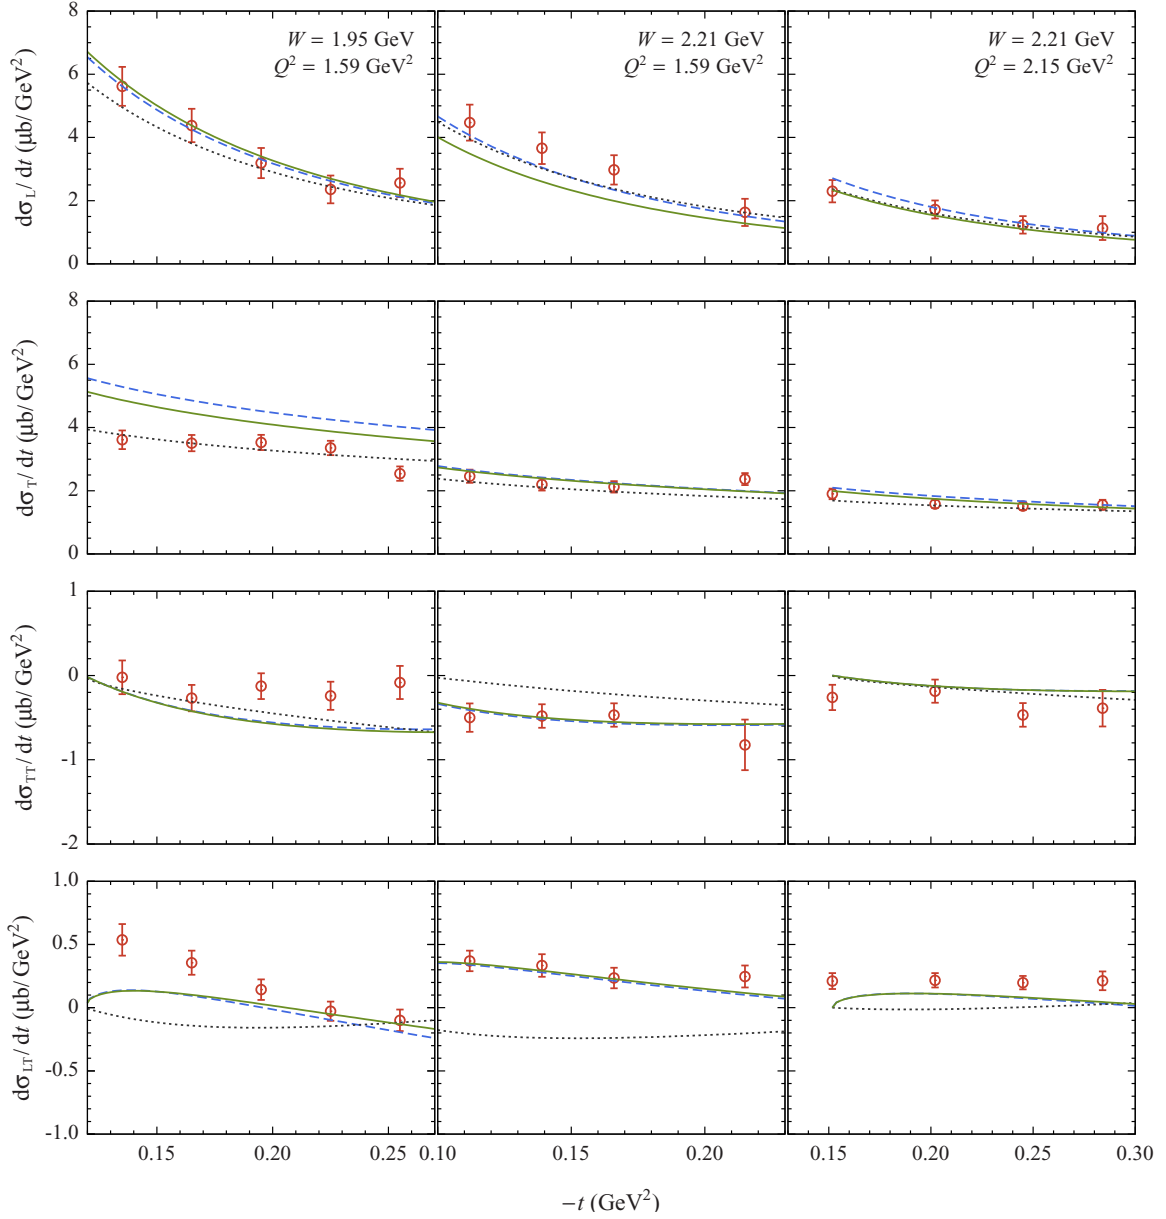 W = 1.95 GeV
Q² = 1.59 GeV²
W = 2.21 GeV
Q² = 1.59 GeV²
W = 2.21 GeV
Q² = 2.15 GeV²
dσ_L/dt (μb/GeV²)
8
6
4
2
0
dσ_T/dt (μb/GeV²)
8
6
4
2
0
dσ_TT/dt (μb/GeV²)
1
0
-1
-2
dσ_LT/dt (μb/GeV²)
1.0
0.5
0
-0.5
-1.0
0.15 0.20 0.25 0.10 0.15 0.20 0.15 0.20 0.25 0.30
−t (GeV²)